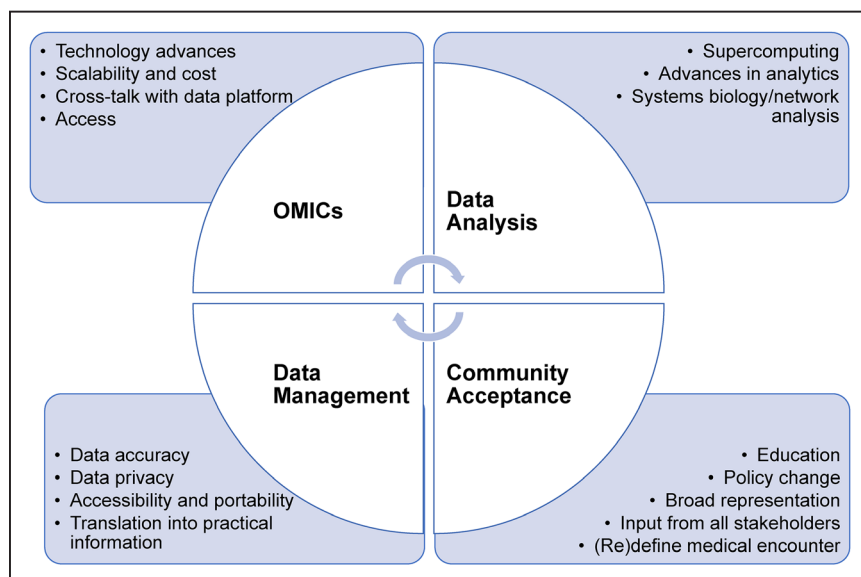 • Technology advances
• Scalability and cost
• Cross-talk with data platform
• Access
• Supercomputing
• Advances in analytics
• Systems biology/network
analysis
OMICs
Data
Analysis
Data
Management
Community
Acceptance
• Data accuracy
• Data privacy
• Accessibility and portability
• Translation into practical
information
• Education
• Policy change
• Broad representation
• Input from all stakeholders
• (Re)define medical encounter